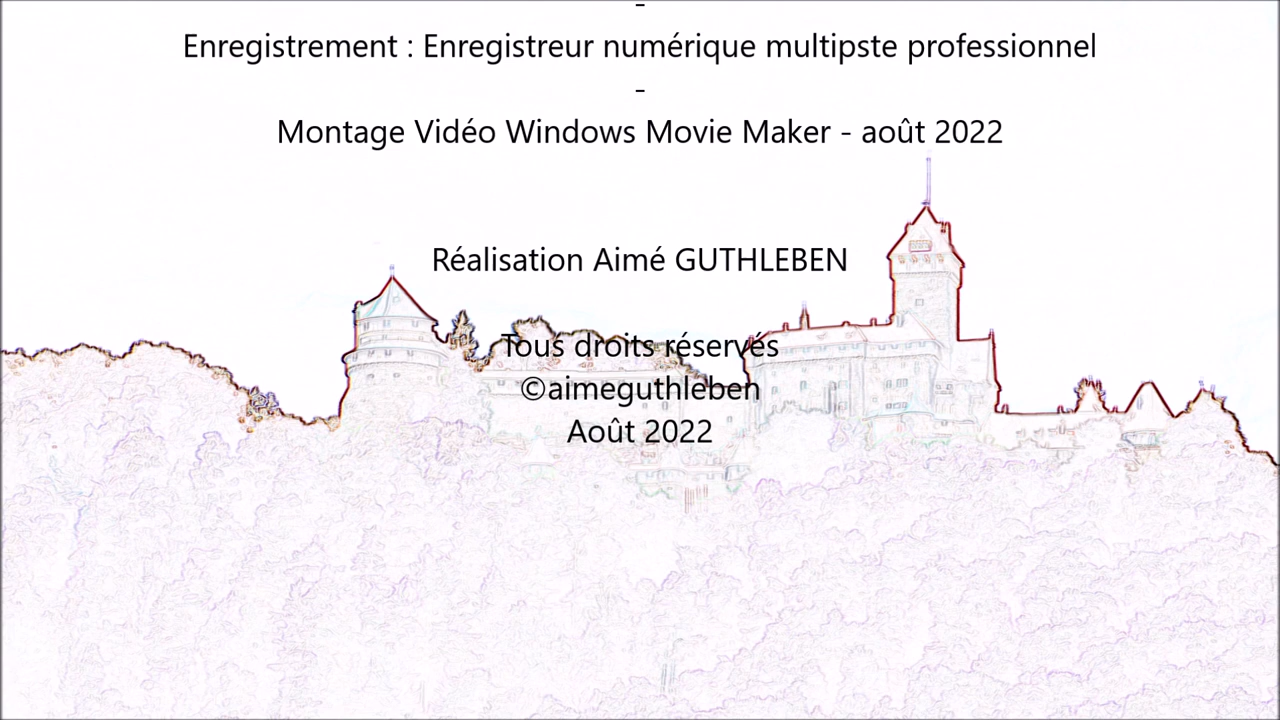 -
Enregistrement : Enregistreur numérique multipste professionnel
-
Montage Vidéo Windows Movie Maker - août 2022
Réalisation Aimé GUTHLEBEN
Tous droits réservés
©aimeguthleben
Août 2022